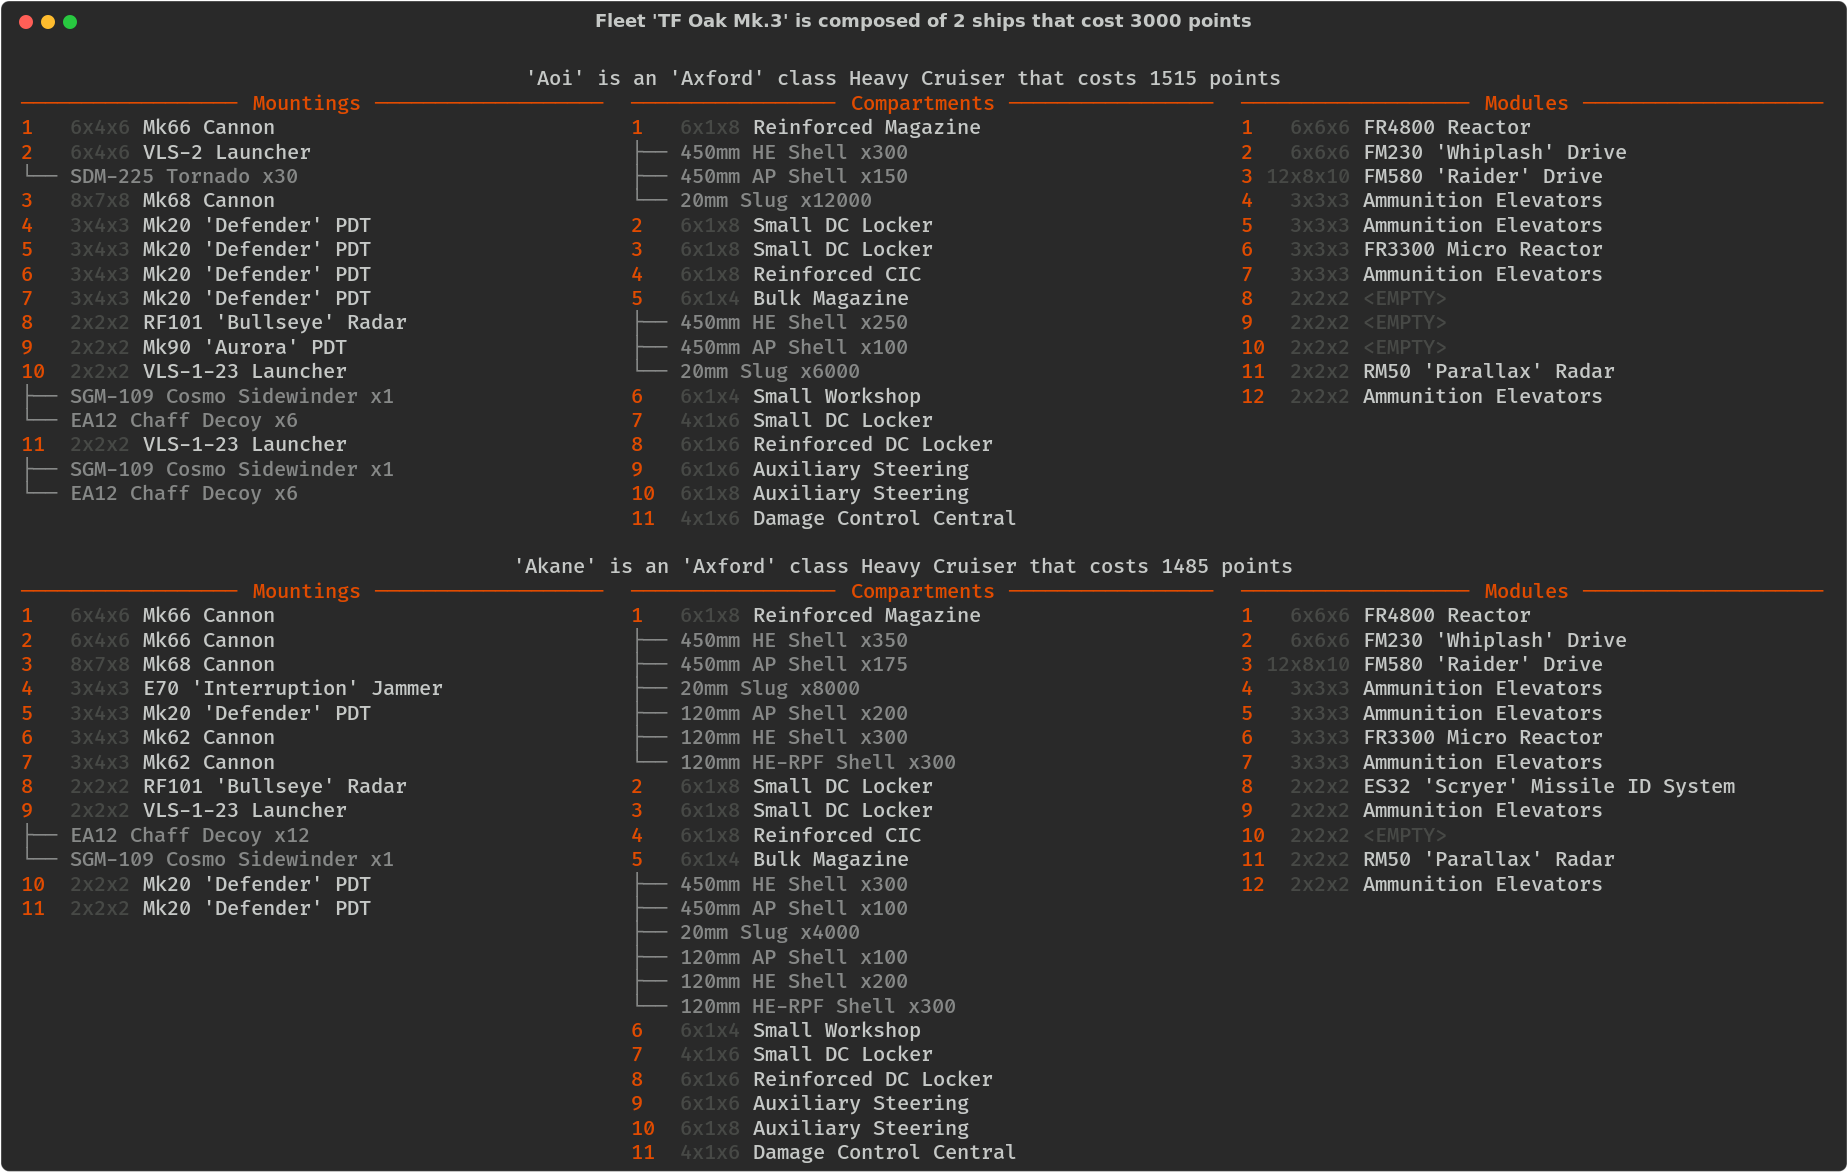 Fleet 'TF Oak Mk.3' is composed of 2 ships that cost 3000 points
'Aoi' is an 'Axford' class Heavy Cruiser that costs 1515 points
Mountings
1 6x4x6 Mk66 Cannon
2 6x4x6 VLS-2 Launcher
SDM-225 Tornado x30
3 8x7x8 Mk68 Cannon
4 3x4x3 Mk20 'Defender' PDT
5 3x4x3 Mk20 'Defender' PDT
6 3x4x3 Mk20 'Defender' PDT
7 3x4x3 Mk20 'Defender' PDT
8 2x2x2 RF101 'Bullseye' Radar
9 2x2x2 Mk90 'Aurora' PDT
10 2x2x2 VLS-1-23 Launcher
SGM-109 Cosmo Sidewinder x1
EA12 Chaff Decoy x6
11 2x2x2 VLS-1-23 Launcher
SGM-109 Cosmo Sidewinder x1
EA12 Chaff Decoy x6
Compartments
1 6x1x8 Reinforced Magazine
450mm HE Shell x300
450mm AP Shell x150
20mm Slug x12000
2 6x1x8 Small DC Locker
3 6x1x8 Small DC Locker
4 6x1x8 Reinforced CIC
5 6x1x4 Bulk Magazine
450mm HE Shell x250
450mm AP Shell x100
20mm Slug x6000
6 6x1x4 Small Workshop
7 4x1x6 Small DC Locker
8 6x1x6 Reinforced DC Locker
9 6x1x6 Auxiliary Steering
10 6x1x8 Auxiliary Steering
11 4x1x6 Damage Control Central
Modules
1 6x6x6 FR4800 Reactor
2 6x6x6 FM230 'Whiplash' Drive
3 12x8x10 FM580 'Raider' Drive
4 3x3x3 Ammunition Elevators
5 3x3x3 Ammunition Elevators
6 3x3x3 FR3300 Micro Reactor
7 3x3x3 Ammunition Elevators
8 2x2x2 <EMPTY>
9 2x2x2 <EMPTY>
10 2x2x2 <EMPTY>
11 2x2x2 RM50 'Parallax' Radar
12 2x2x2 Ammunition Elevators
'Akane' is an 'Axford' class Heavy Cruiser that costs 1485 points
Mountings
1 6x4x6 Mk66 Cannon
2 6x4x6 Mk66 Cannon
3 8x7x8 Mk68 Cannon
4 3x4x3 E70 'Interruption' Jammer
5 3x4x3 Mk20 'Defender' PDT
6 3x4x3 Mk62 Cannon
7 3x4x3 Mk62 Cannon
8 2x2x2 RF101 'Bullseye' Radar
9 2x2x2 VLS-1-23 Launcher
EA12 Chaff Decoy x12
SGM-109 Cosmo Sidewinder x1
10 2x2x2 Mk20 'Defender' PDT
11 2x2x2 Mk20 'Defender' PDT
Compartments
1 6x1x8 Reinforced Magazine
450mm HE Shell x350
450mm AP Shell x175
20mm Slug x8000
120mm AP Shell x200
120mm HE Shell x300
120mm HE-RPF Shell x300
2 6x1x8 Small DC Locker
3 6x1x8 Small DC Locker
4 6x1x8 Reinforced CIC
5 6x1x4 Bulk Magazine
450mm HE Shell x300
450mm AP Shell x100
20mm Slug x4000
120mm AP Shell x100
120mm HE Shell x200
120mm HE-RPF Shell x300
6 6x1x4 Small Workshop
7 4x1x6 Small DC Locker
8 6x1x6 Reinforced DC Locker
9 6x1x6 Auxiliary Steering
10 6x1x8 Auxiliary Steering
11 4x1x6 Damage Control Central
Modules
1 6x6x6 FR4800 Reactor
2 6x6x6 FM230 'Whiplash' Drive
3 12x8x10 FM580 'Raider' Drive
4 3x3x3 Ammunition Elevators
5 3x3x3 Ammunition Elevators
6 3x3x3 FR3300 Micro Reactor
7 3x3x3 Ammunition Elevators
8 2x2x2 ES32 'Scryer' Missile ID System
9 2x2x2 Ammunition Elevators
10 2x2x2 <EMPTY>
11 2x2x2 RM50 'Parallax' Radar
12 2x2x2 Ammunition Elevators